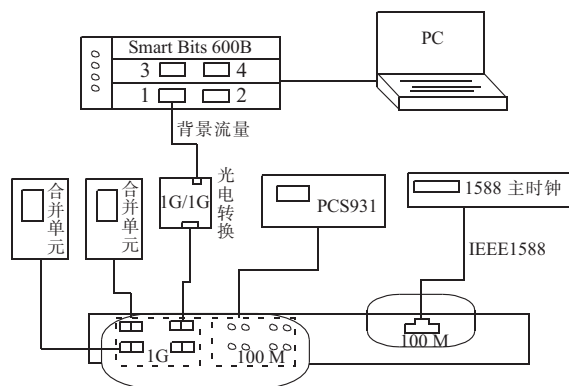 Smart Bits 600B
3
4
1
2
PC
背景流量
合并单元
合并单元
1G/1G
光电转换
PCS931
1588 主时钟
IEEE1588
1G
100 M
100 M